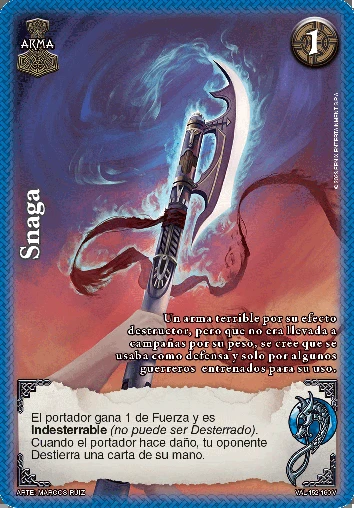 ARMA
1
Snaga
Un arma terrible por su efecto
destructor, pero que no era llevada a
campañas por su peso, se cree que se
usaba como defensa y solo por algunos
guerreros entrenados para su uso.
El portador gana 1 de Fuerza y es
Indesterrable (no puede ser Desterrado).
Cuando el portador hace daño, tu oponente
Destierra una carta de su mano.
ARTE: MARCOS RUIZ